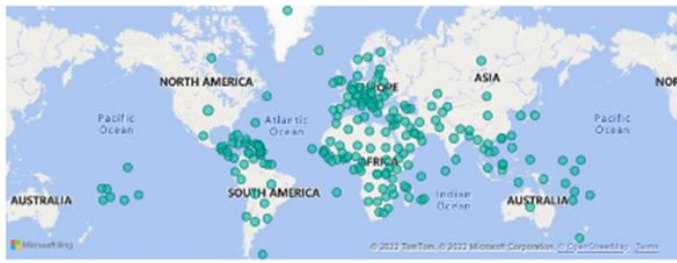 NORTH AMERICA
EUROPE
ASIA
NOR
Pacific
Ocean
Atlantic
Ocean
Pacific
Ocean
AFRICA
AUSTRALIA
SOUTH AMERICA
Indian
Ocean
AUSTRALIA
Microsoft Bing
© 2022 TomTom, © 2022 Microsoft Corporation, © OpenStreetMap Terms